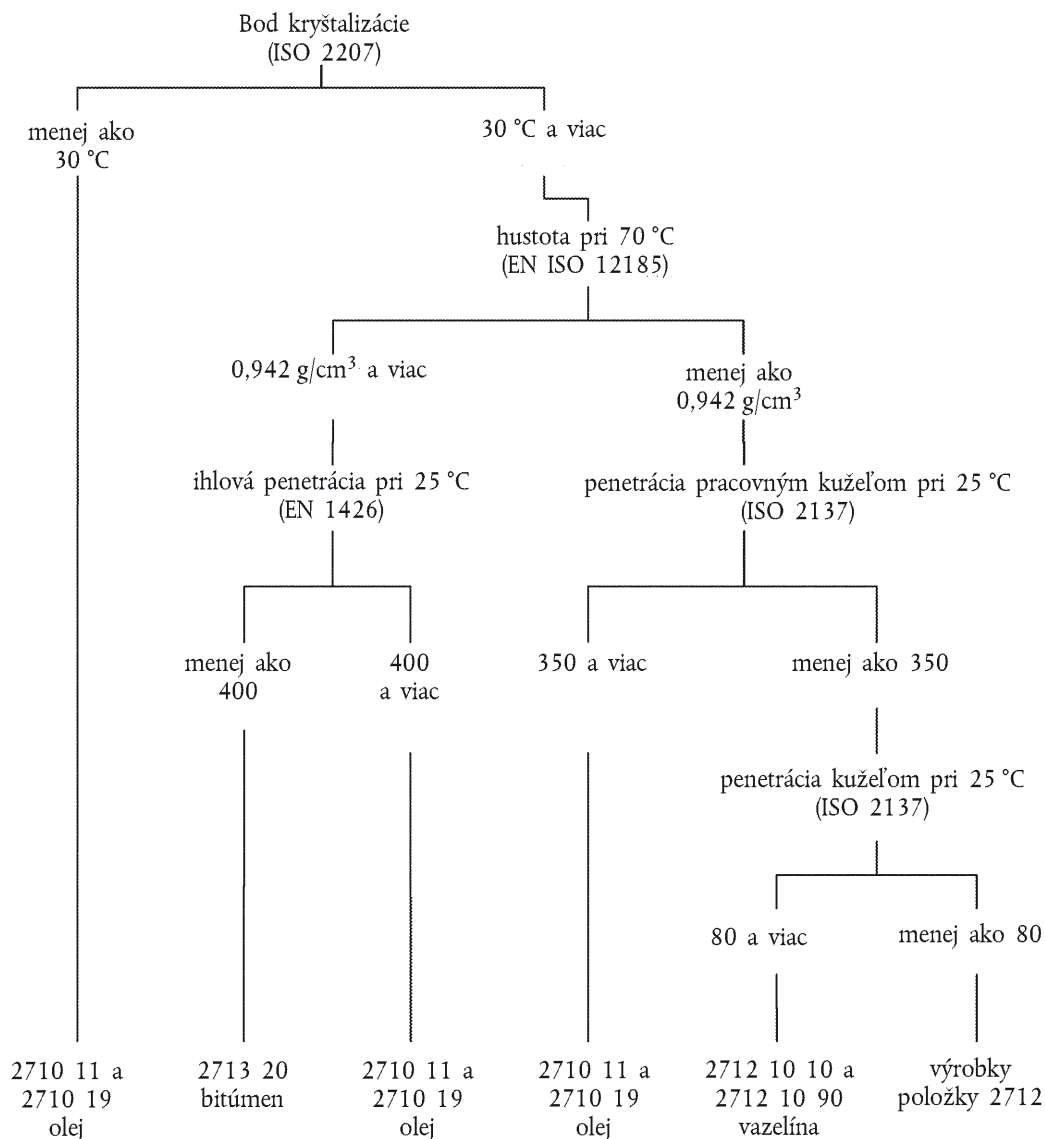 Bod kryštalizácie
(ISO 2207)
menej ako
30 °C
30 °C a viac
hustota pri 70 °C
(EN ISO 12185)
0,942 g/cm³ a viac
menej ako
0,942 g/cm³
ihlová penetrácia pri 25 °C
(EN 1426)
penetrácia pracovným kužeľom pri 25 °C
(ISO 2137)
menej ako
400
400
a viac
350 a viac
menej ako 350
penetrácia kužeľom pri 25 °C
(ISO 2137)
80 a viac
menej ako 80
2710 11 a
2710 19
olej
2713 20
bitúmen
2710 11 a
2710 19
olej
2710 11 a
2710 19
olej
2712 10 10 a
2712 10 90
vazelína
výrobky
položky 2712